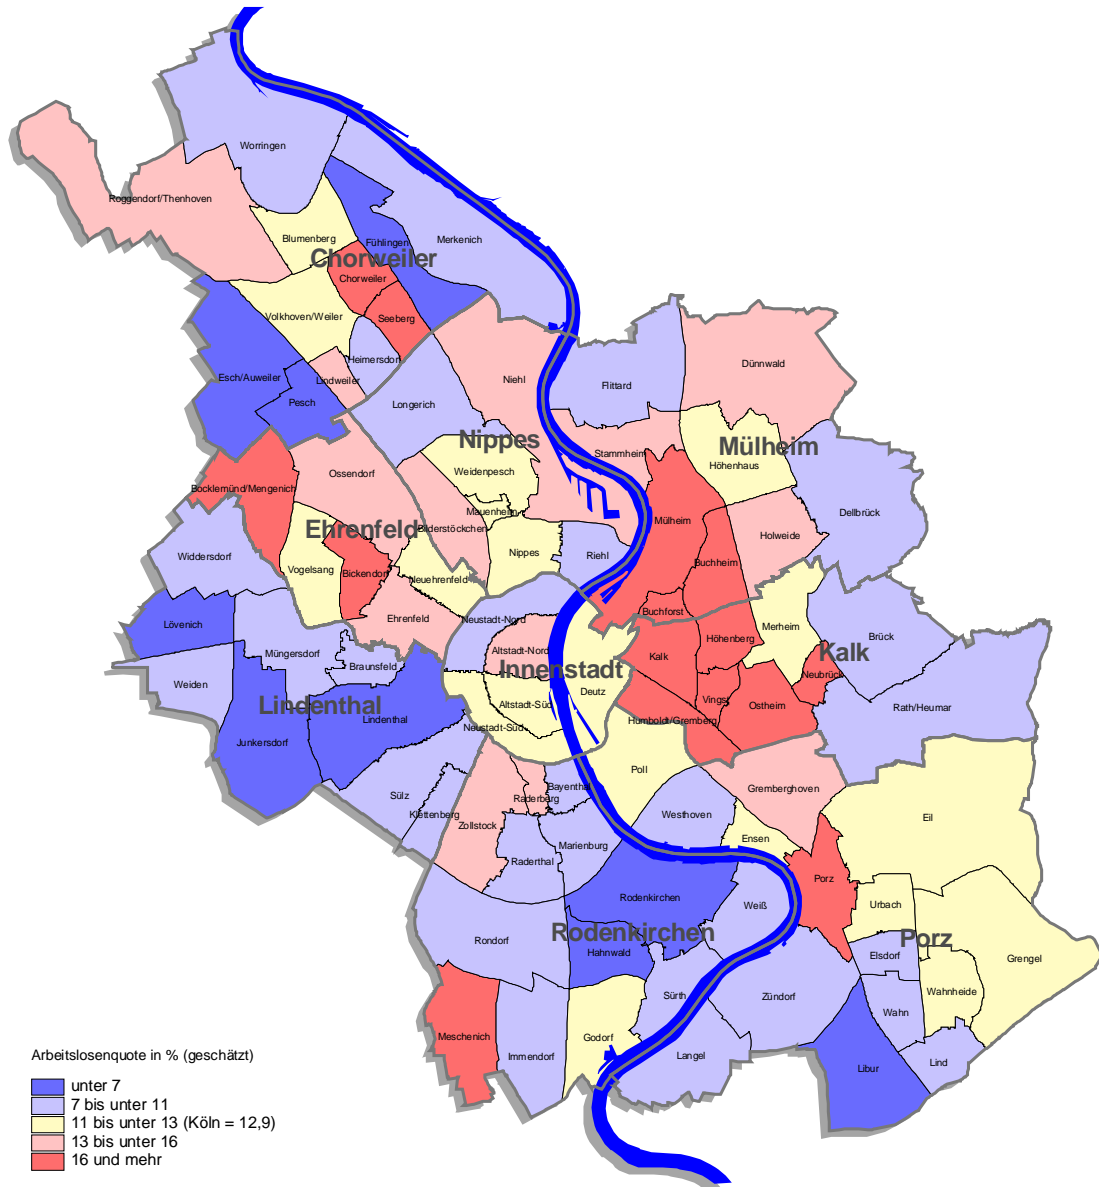 Worringen
Roggendorf/Thenhoven
Blumenberg
Fühlingen
Merkenich
Chorweiler
Chorweiler
Volkhoven/Weiler
Seeberg
Heimersdorf
Lindweiler
Esch/Auweiler
Pesch
Niehl
Longerich
Flittard
Dünnwald
Nippes
Mülheim
Stammheim
Höhenhaus
Weidenpesch
Ossendorf
Bocklemünd/Mengenich
Mauenheim
Bilderstöckchen
Ehrenfeld
Mülheim
Dellbrück
Holweide
Widdersdorf
Vogelsang
Bickendorf
Neuehrenfeld
Nippes
Riehl
Buchheim
Buchforst
Ehrenfeld
Neustadt-Nord
Lövenich
Müngersdorf
Braunsfeld
Altstadt-Nord
Kalk
Höhenberg
Merheim
Brück
Kalk
Innenstadt
Weiden
Neubrück
Deutz
Vingst
Ostheim
Rath/Heumar
Altstadt-Süd
Lindenthal
Lindenthal
Neustadt-Süd
Humboldt/Gremberg
Junkersdorf
Poll
Gremberghoven
Sülz
Klettenberg
Bayenthal
Raderberg
Zollstock
Westhoven
Eil
Ensen
Marienburg
Raderthal
Porz
Rodenkirchen
Weiß
Urbach
Rodenkirchen
Porz
Rondorf
Hahnwald
Elsdorf
Grengel
Sürth
Zündorf
Wahnheide
Wahn
Meschenich
Godorf
Immendorf
Langel
Lind
Libur
Arbeitslosenquote in % (geschätzt)
unter 7
7 bis unter 11
11 bis unter 13 (Köln = 12,9)
13 bis unter 16
16 und mehr